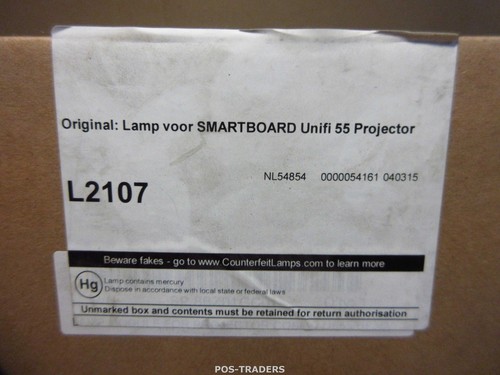 Original: Lamp voor SMARTBOARD Unifi 55 Projector
NL54854 0000054161 040315
L2107
Beware fakes - go to www.CounterfeitLamps.com to learn more
Hg
Lamp contains mercury
Dispose in accordance with local state or federal laws
Unmarked box and contents must be retained for return authorisation
POS-TRADERS